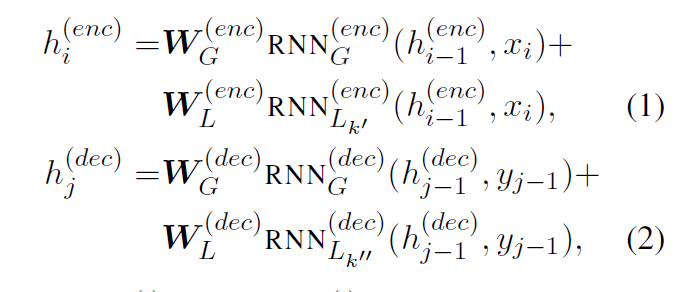 h_i^{(enc)} = W_G^{(enc)} RNN_G^{(enc)}(h_{i-1}^{(enc)}, x_i)+
W_L^{(enc)} RNN_{L_{k'}}^{(enc)}(h_{i-1}^{(enc)}, x_i), (1)
h_j^{(dec)} = W_G^{(dec)} RNN_G^{(dec)}(h_{j-1}^{(dec)}, y_{j-1})+
W_L^{(dec)} RNN_{L_{k''}}^{(dec)}(h_{j-1}^{(dec)}, y_{j-1}), (2)